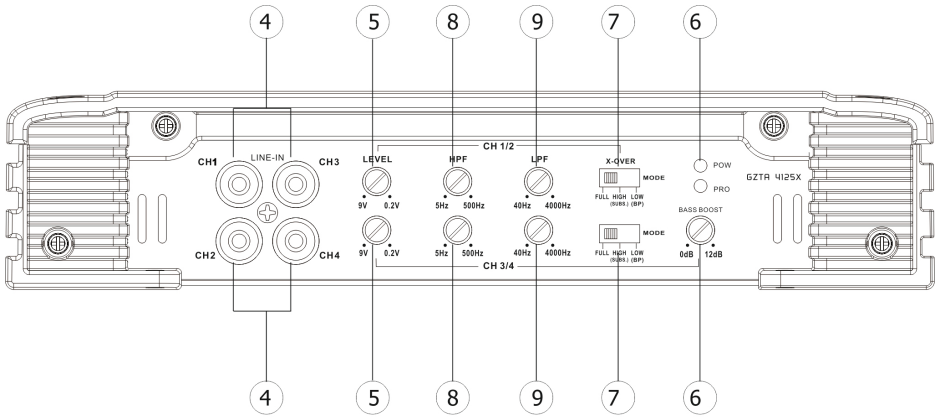 4 5 8 9 7 6
CH 1/2
LINE-IN
CH1 CH3
LEVEL HPF LPF X-OVER
POW
MODE
PRO
GZTA 4125X
9V 0.2V 5Hz 500Hz 40Hz 4000Hz
FULL HIGH LOW
(SUBS.) (BP)
BASS BOOST
MODE
CH2 CH4
9V 0.2V 5Hz 500Hz 40Hz 4000Hz
FULL HIGH LOW
(SUBS.) (BP)
0dB 12dB
CH 3/4
4 5 8 9 7 6